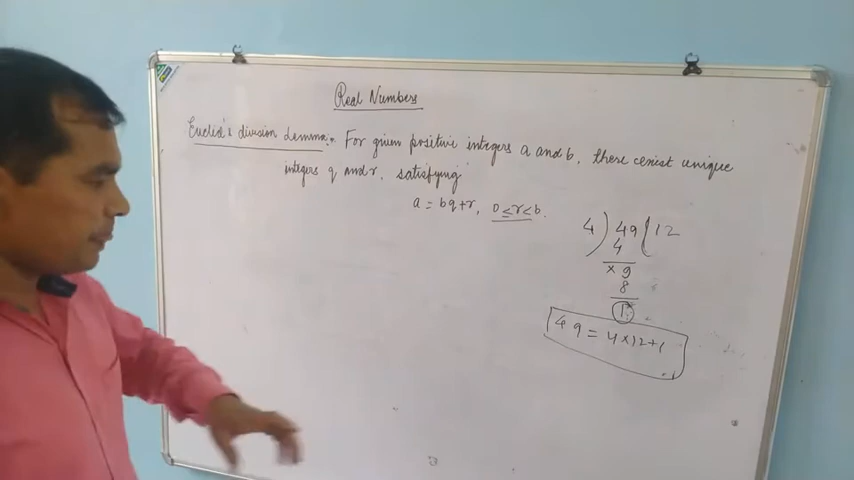 Real Numbers
Euclid's division Lemma:- For given positive integers a and b, there exist unique
integers q and r, satisfying
a = bq+r, 0≤r<b.
4) 49 (12
4
×9
8
1
49 = 4×12+1